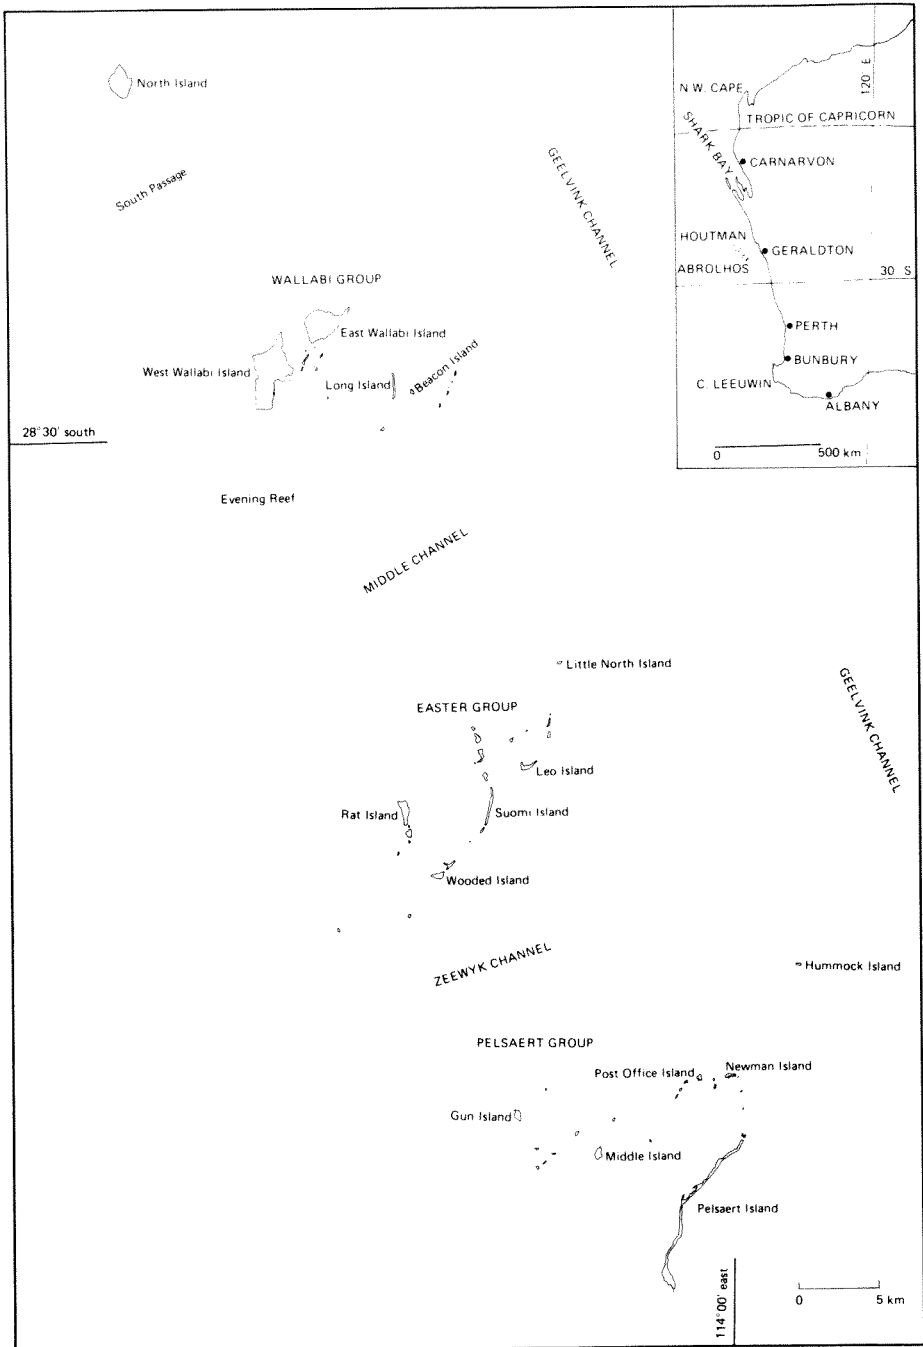 North Island
South Passage
GEELVINK CHANNEL
WALLABI GROUP
East Wallabi Island
West Wallabi Island
Long Island
Beacon Island
28°30' south
Evening Reef
MIDDLE CHANNEL
Little North Island
EASTER GROUP
GEELVINK CHANNEL
Leo Island
Rat Island
Suomi Island
Wooded Island
ZEEWYK CHANNEL
Hummock Island
PELSAERT GROUP
Post Office Island
Newman Island
Gun Island
Middle Island
Pelsaert Island
114°00' east
0 5 km
120° E
N W. CAPE
TROPIC OF CAPRICORN
SHARK BAY
CARNARVON
HOUTMAN
ABROLHOS
GERALDTON
30 S
PERTH
BUNBURY
C. LEEUWIN
ALBANY
0 500 km